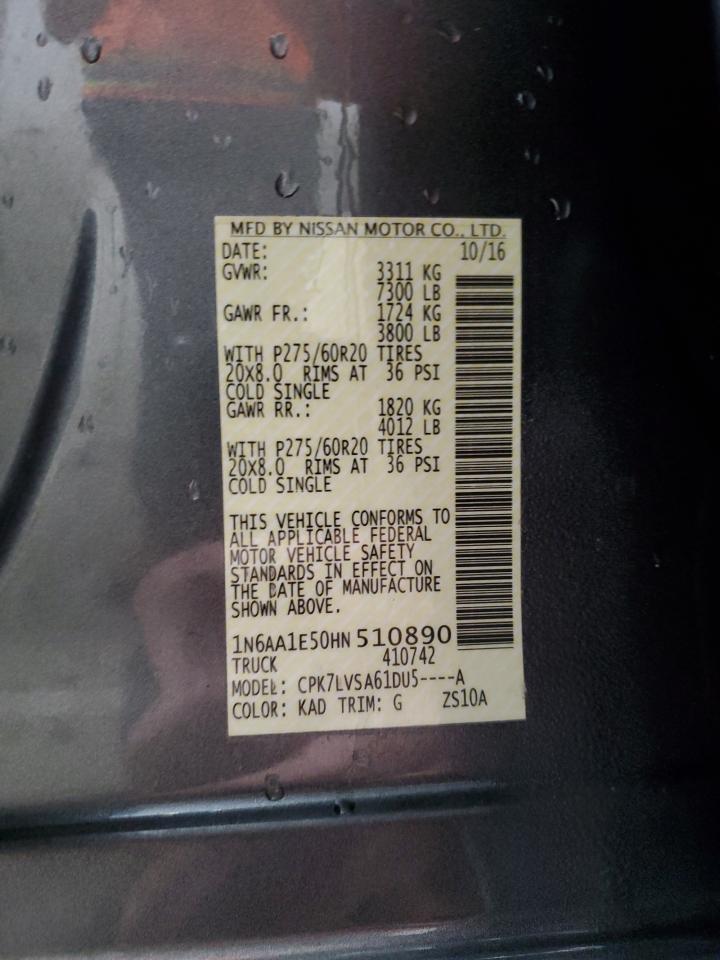 MFD BY NISSAN MOTOR CO., LTD.
DATE: 10/16
GVWR: 3311 KG
7300 LB
GAWR FR.: 1724 KG
3800 LB
WITH P275/60R20 TIRES
20X8.0 RIMS AT 36 PSI
COLD SINGLE
GAWR RR.: 1820 KG
4012 LB
WITH P275/60R20 TIRES
20X8.0 RIMS AT 36 PSI
COLD SINGLE
THIS VEHICLE CONFORMS TO
ALL APPLICABLE FEDERAL
MOTOR VEHICLE SAFETY
STANDARDS IN EFFECT ON
THE DATE OF MANUFACTURE
SHOWN ABOVE.
1N6AA1E50HN 510890
TRUCK 410742
MODEL: CPK7LVSA61DU5----A
COLOR: KAD TRIM: G ZS10A